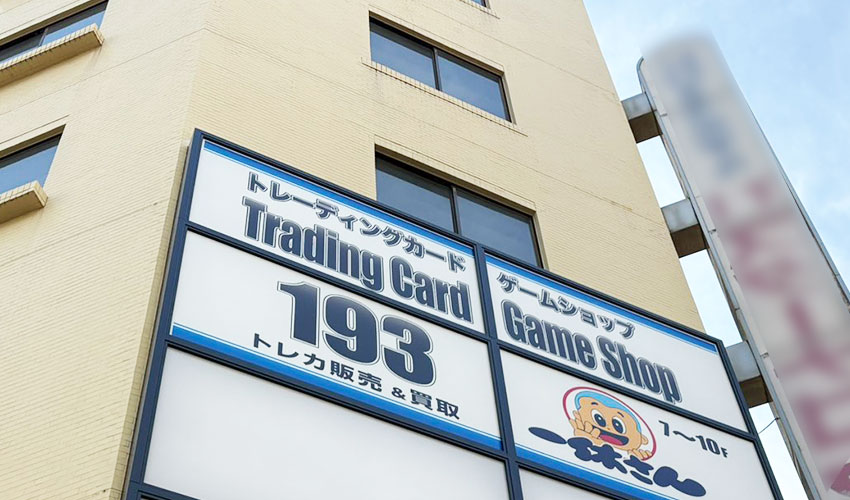 トレーディングカード
Trading Card
193
トレカ販売 & 買取
ゲームショップ
Game Shop
1〜10F
一休さん